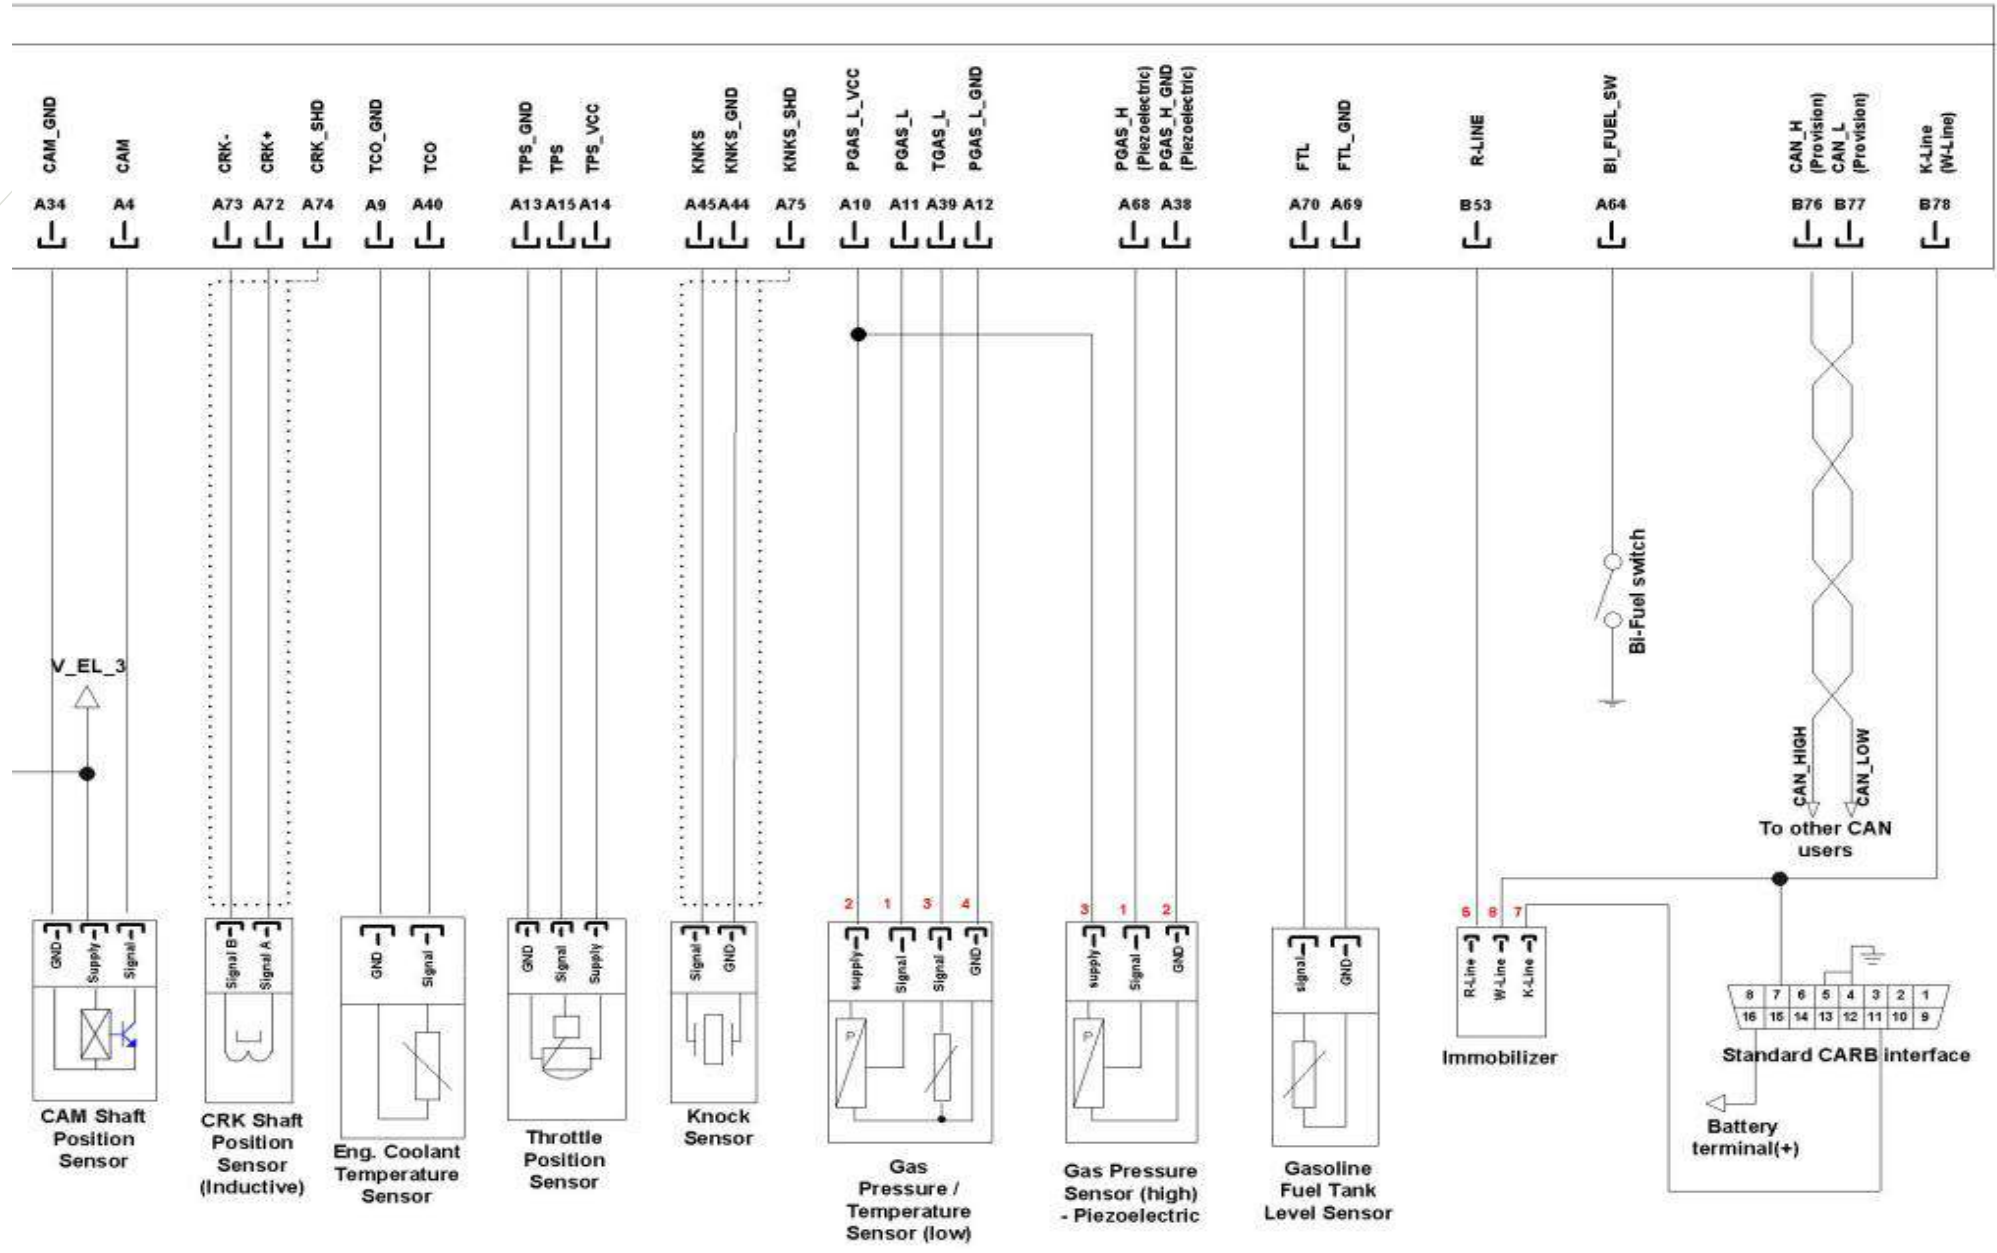 CAM_GND
CAM
CRK-
CRK+
CRK_SHD
TCO_GND
TCO
TPS_GND
TPS
TPS_VCC
KNKS
KNKS_GND
KNKS_SHD
PGAS_L_VCC
PGAS_L
TGAS_L
PGAS_L_GND
PGAS_H
(Piezoelectric)
PGAS_H_GND
(Piezoelectric)
FTL
FTL_GND
R-LINE
BI_FUEL_SW
CAN_H
(Provision)
CAN_L
(Provision)
K-Line
(W-Line)
A34 A4 A73 A72 A74 A9 A40 A13 A15 A14 A45 A44 A75 A10 A11 A39 A12 A68 A38 A70 A69 B53 A64 B76 B77 B78
Bi-Fuel switch
V_EL_3
CAN_HIGH
CAN_LOW
To other CAN
users
2 1 3 4
3 1 2
5 8 7
GND
Supply
Signal
Signal B
Signal A
GND
Signal
GND
Signal
Supply
Signal
GND
supply
Signal
Signal
GND
supply
Signal
GND
signal
GND
R-Line
W-Line
K-Line
8 7 6 5 4 3 2 1
16 15 14 13 12 11 10 9
P
P
Immobilizer
Standard CARB interface
Battery
terminal(+)
CAM Shaft
Position
Sensor
CRK Shaft
Position
Sensor
(Inductive)
Eng. Coolant
Temperature
Sensor
Throttle
Position
Sensor
Knock
Sensor
Gas
Pressure /
Temperature
Sensor (low)
Gas Pressure
Sensor (high)
- Piezoelectric
Gasoline
Fuel Tank
Level Sensor